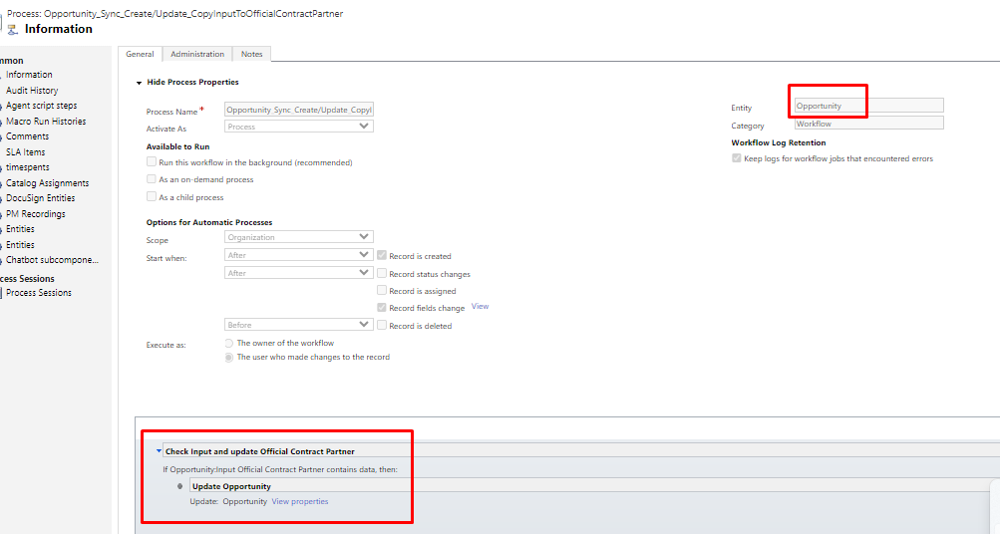 Process: Opportunity_Sync_Create/Update_CopyInputToOfficialContractPartner
Information
mmon
Information
Audit History
Agent script steps
Macro Run Histories
Comments
SLA Items
timespents
Catalog Assignments
DocuSign Entities
PM Recordings
Entities
Entities
Chatbot subcompone...
cess Sessions
Process Sessions
General
Administration
Notes
Hide Process Properties
Process Name * Opportunity_Sync_Create/Update_CopyI
Activate As Process
Available to Run
Run this workflow in the background (recommended)
As an on-demand process
As a child process
Entity Opportunity
Category Workflow
Workflow Log Retention
Keep logs for workflow jobs that encountered errors
Options for Automatic Processes
Scope Organization
Start when: After Record is created
After Record status changes
Record is assigned
Record fields change View
Before Record is deleted
Execute as: The owner of the workflow
The user who made changes to the record
Check Input and update Official Contract Partner
If Opportunity:Input Official Contract Partner contains data, then:
Update Opportunity
Update: Opportunity View properties